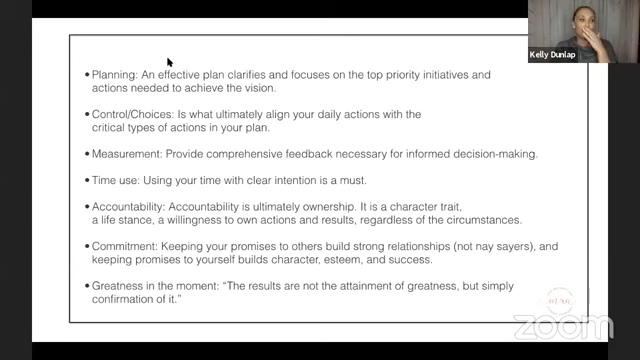 Kelly Dunlap
• Planning: An effective plan clarifies and focuses on the top priority initiatives and
actions needed to achieve the vision.
• Control/Choices: Is what ultimately align your daily actions with the
critical types of actions in your plan.
• Measurement: Provide comprehensive feedback necessary for informed decision-making.
• Time use: Using your time with clear intention is a must.
• Accountability: Accountability is ultimately ownership. It is a character trait,
a life stance, a willingness to own actions and results, regardless of the circumstances.
• Commitment: Keeping your promises to others build strong relationships (not nay sayers), and
keeping promises to yourself builds character, esteem, and success.
• Greatness in the moment: “The results are not the attainment of greatness, but simply
confirmation of it.”
zoom